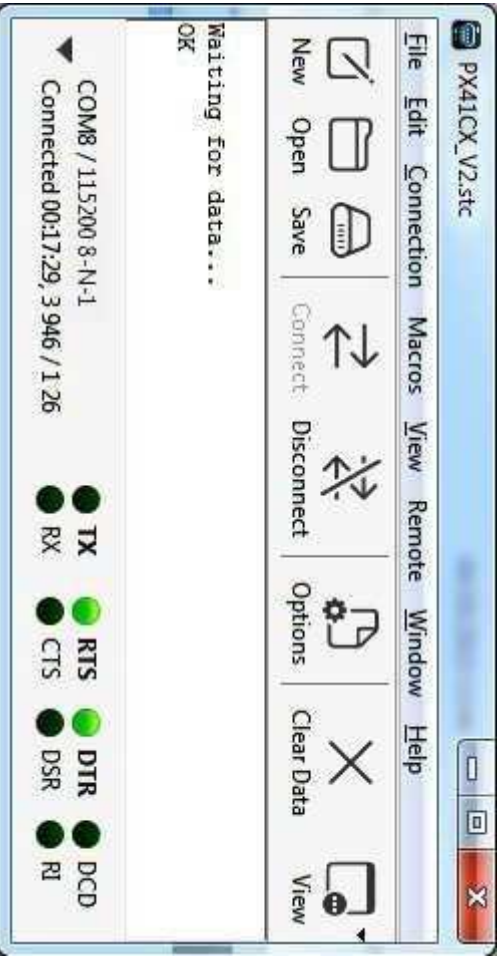 PX41CX_V2.stc
File Edit Connection Macros View Remote Window Help
New Open Save Connect Disconnect Options Clear Data View
Waiting for data...
OK
COM8 / 115200 8-N-1
Connected 00:17:29, 3 946 / 1 26
TX RTS DTR DCD
RX CTS DSR RI